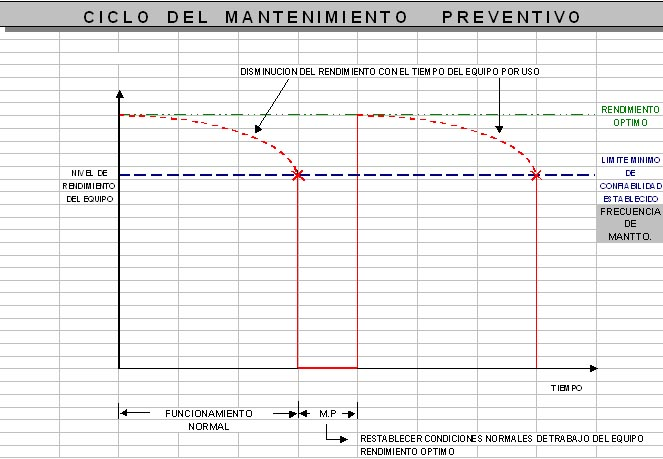 CICLO DEL MANTENIMIENTO PREVENTIVO
DISMINUCION DEL RENDIMIENTO CON EL TIEMPO DEL EQUIPO POR USO
RENDIMIENTO
OPTIMO
NIVEL DE
RENDIMIENTO
DEL EQUIPO
LIMITE MINIMO
DE
CONFIABILIDAD
ESTABLECIDO
FRECUENCIA
DE
MANTTO.
TIEMPO
FUNCIONAMIENTO
NORMAL
M.P
RESTABLECER CONDICIONES NORMALES DE TRABAJO DEL EQUIPO
RENDIMIENTO OPTIMO